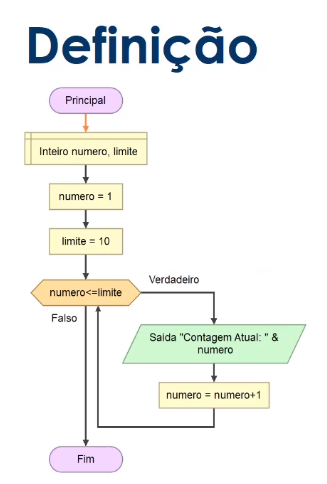 Definição
Principal
Inteiro numero, limite
numero = 1
limite = 10
numero<=limite
Verdadeiro
Falso
Saída "Contagem Atual: " &
numero
numero = numero+1
Fim